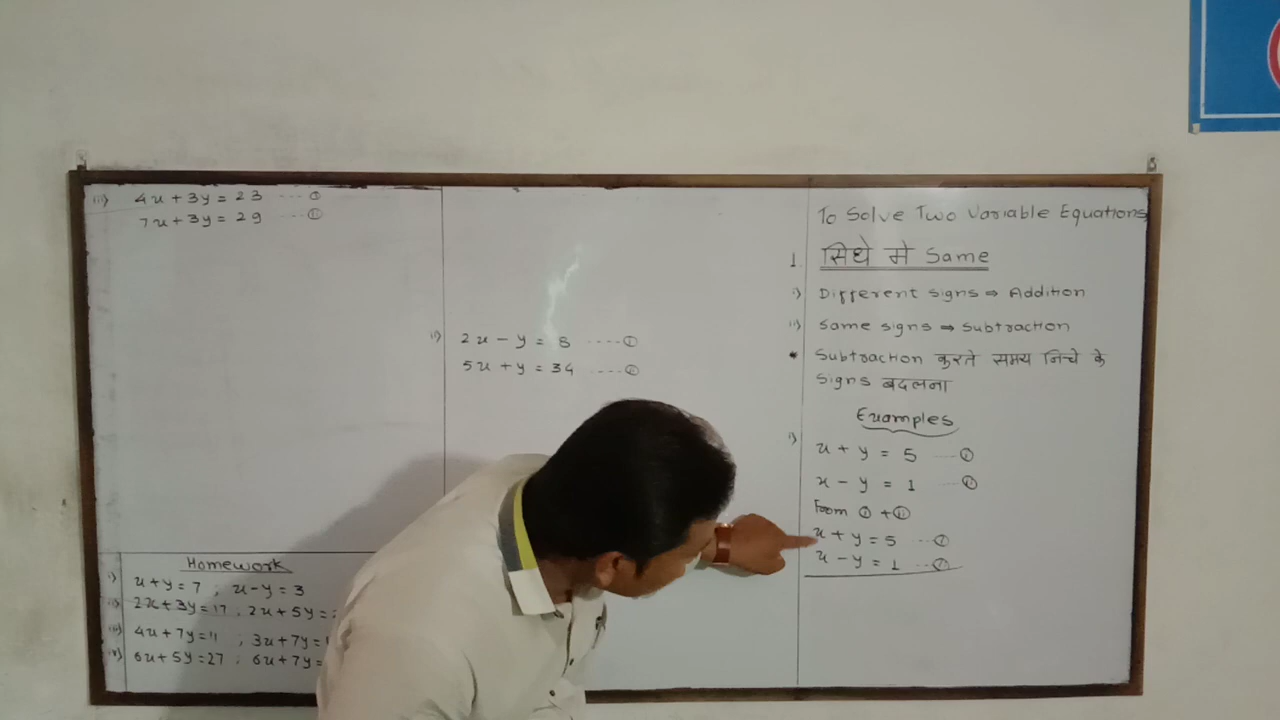 iii) 4x + 3y = 23 ---- ①
7x + 3y = 29 ---- ②
Homework
i) x + y = 7 ; x - y = 3
ii) 2x + 3y = 17 , 2x + 5y =
iii) 4x + 7y = 11 ; 3x + 7y =
iv) 6x + 5y = 27 ; 6x + 7y =
ii) 2x - y = 8 ---- ①
5x + y = 34 ---- ②
To Solve Two Variable Equations
1. सिधे मे Same
i) Different signs ⇒ Addition
ii) Same signs ⇒ Subtraction
* Subtraction करते समय निचे के
Signs बदलना
Examples
i) x + y = 5 ---- ①
x - y = 1 ---- ②
From ① + ②
x + y = 5 ---- ①
x - y = 1 ---- ②